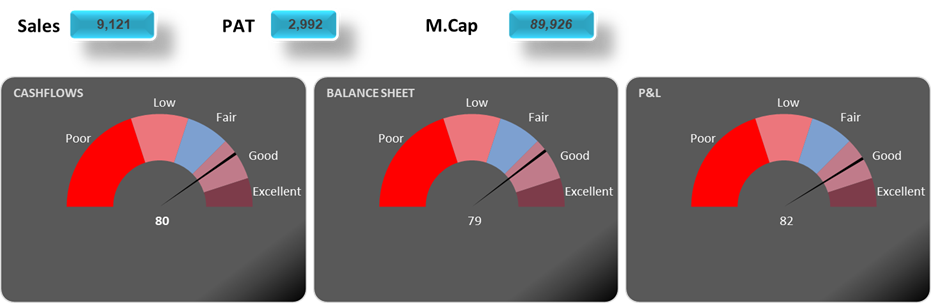 Sales 9,121 PAT 2,992 M.Cap 89,926
CASHFLOWS
Low
Fair
Poor
Good
Excellent
80
BALANCE SHEET
Low
Fair
Poor
Good
Excellent
79
P&L
Low
Fair
Poor
Good
Excellent
82